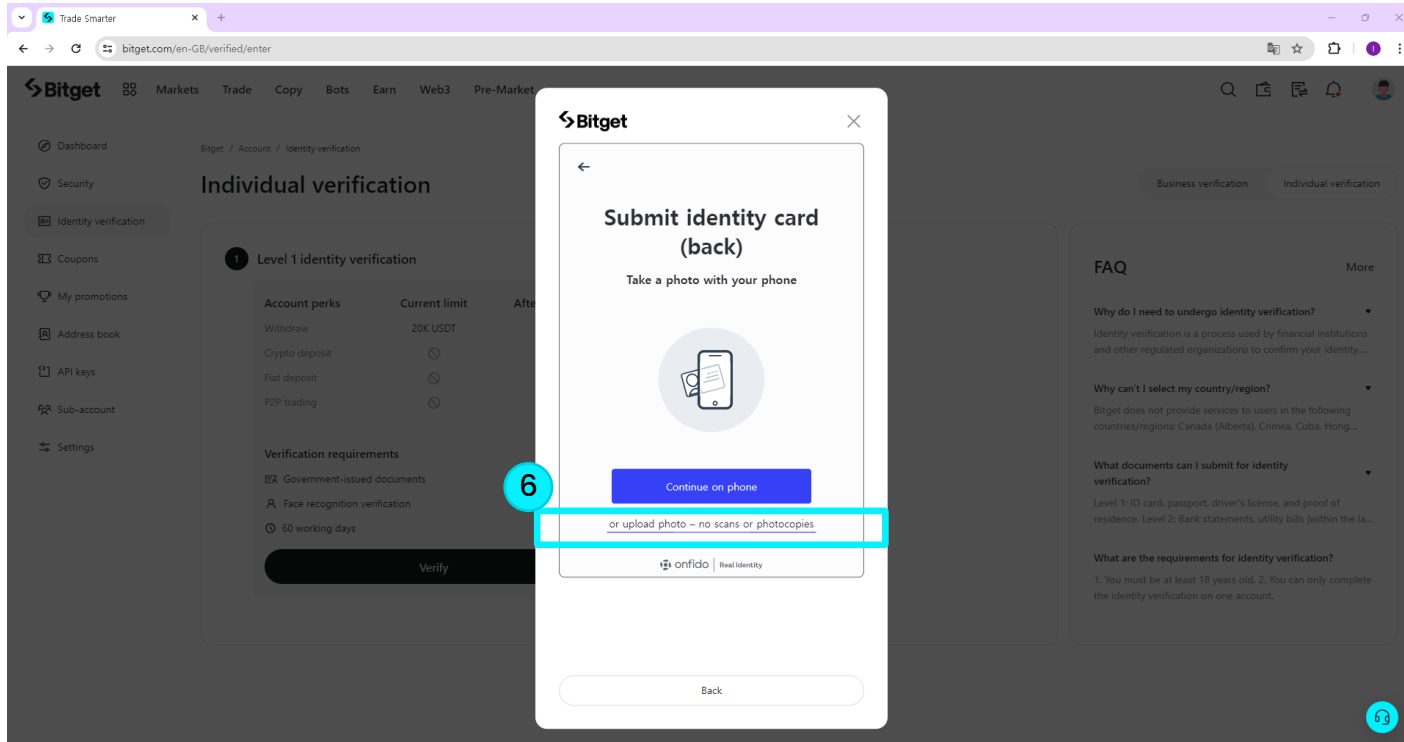 Trade Smarter
bitget.com/en-GB/verified/enter
Bitget
Markets Trade Copy Bots Earn Web3 Pre-Market
Dashboard
Security
Identity verification
Coupons
My promotions
Address book
API keys
Sub-account
Settings
Bitget / Account / Identity verification
Individual verification
Business verification Individual verification
1 Level 1 identity verification
Account perks Current limit Afte
Withdraw 20K USDT
Crypto deposit
Fiat deposit
P2P trading
Verification requirements
Government-issued documents
Face recognition verification
60 working days
Verify
Bitget
Submit identity card
(back)
Take a photo with your phone
Continue on phone
6
or upload photo – no scans or photocopies
onfido | Real Identity
Back
FAQ More
Why do I need to undergo identity verification?
Identity verification is a process used by financial institutions
and other regulated organizations to confirm your identity....
Why can't I select my country/region?
Bitget does not provide services to users in the following
countries/regions: Canada (Alberta), Crimea, Cuba, Hong...
What documents can I submit for identity
verification?
Level 1: ID card, passport, driver's license, and proof of
residence. Level 2: Bank statements, utility bills (within the la...
What are the requirements for identity verification?
1. You must be at least 18 years old. 2. You can only complete
the identity verification on one account.